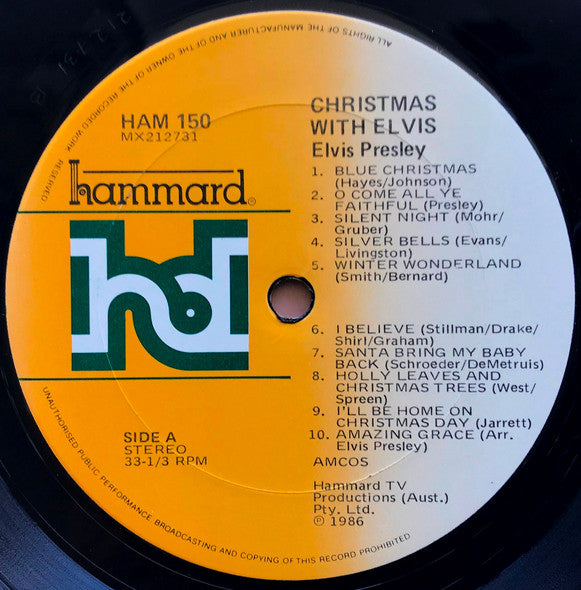 ALL RIGHTS OF THE MANUFACTURER AND OF THE OWNER OF THE RECORDED WORK RESERVED
HAM 150
MX212731
hammard®
hd
SIDE A
STEREO
33-1/3 RPM
CHRISTMAS
WITH ELVIS
Elvis Presley
1. BLUE CHRISTMAS
(Hayes/Johnson)
2. O COME ALL YE
FAITHFUL (Presley)
3. SILENT NIGHT (Mohr/
Gruber)
4. SILVER BELLS (Evans/
Livingston)
5. WINTER WONDERLAND
(Smith/Bernard)
6. I BELIEVE (Stillman/Drake/
Shirl/Graham)
7. SANTA BRING MY BABY
BACK (Schroeder/DeMetruis)
8. HOLLY LEAVES AND
CHRISTMAS TREES (West/
Spreen)
9. I'LL BE HOME ON
CHRISTMAS DAY (Jarrett)
10. AMAZING GRACE (Arr.
Elvis Presley)
AMCOS
Hammard TV
Productions (Aust.)
Pty. Ltd.
℗ 1986
UNAUTHORISED PUBLIC PERFORMANCE BROADCASTING AND COPYING OF THIS RECORD PROHIBITED